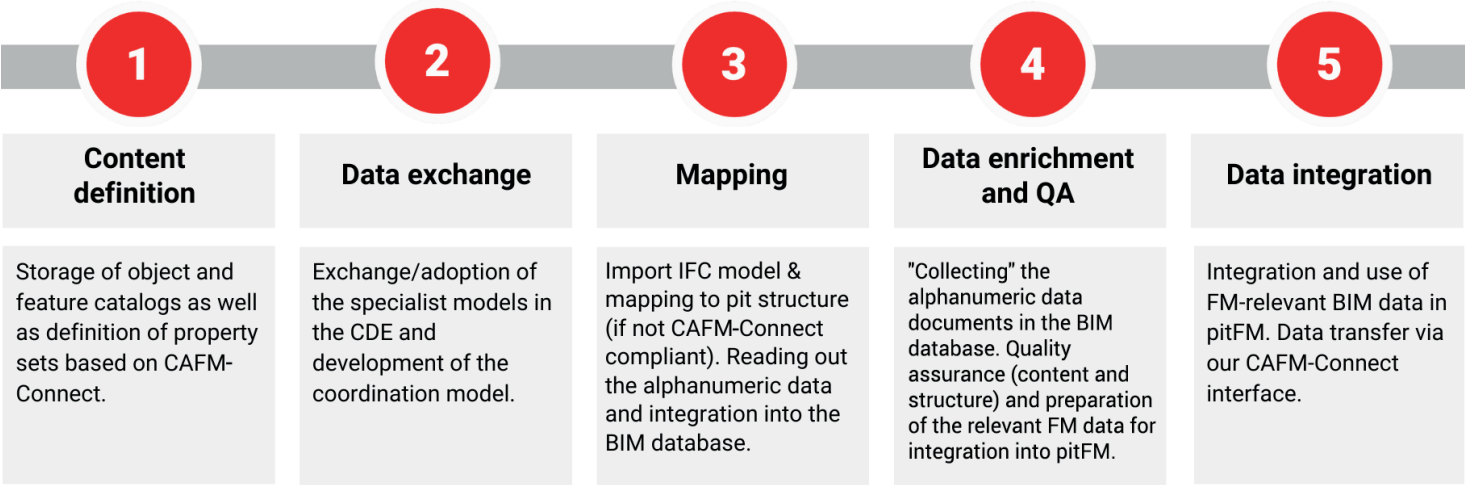 1
2
3
4
5
Content
definition
Data exchange
Mapping
Data enrichment
and QA
Data integration
Storage of object and
feature catalogs as well
as definition of property
sets based on CAFM-
Connect.
Exchange/adoption of
the specialist models in
the CDE and
development of the
coordination model.
Import IFC model &
mapping to pit structure
(if not CAFM-Connect
compliant). Reading out
the alphanumeric data
and integration into the
BIM database.
"Collecting" the
alphanumeric data
documents in the BIM
database. Quality
assurance (content and
structure) and preparation
of the relevant FM data for
integration into pitFM.
Integration and use of
FM-relevant BIM data in
pitFM. Data transfer via
our CAFM-Connect
interface.